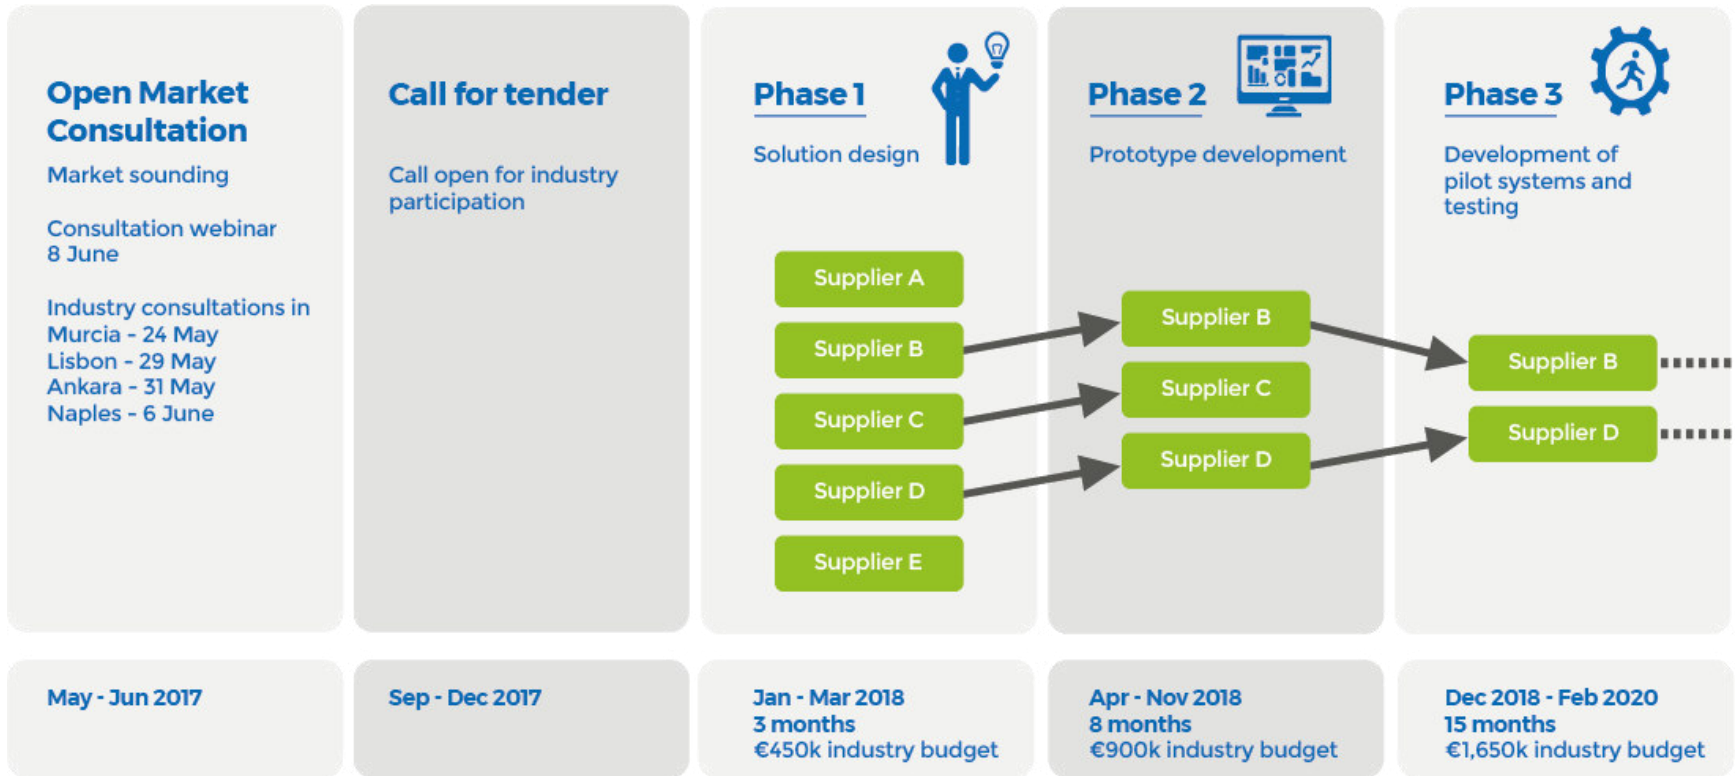 Open Market
Consultation
Market sounding
Consultation webinar
8 June
Industry consultations in
Murcia - 24 May
Lisbon - 29 May
Ankara - 31 May
Naples - 6 June
May - Jun 2017
Call for tender
Call open for industry
participation
Sep - Dec 2017
Phase 1
Solution design
Supplier A
Supplier B
Supplier C
Supplier D
Supplier E
Jan - Mar 2018
3 months
€450k industry budget
Phase 2
Prototype development
Supplier B
Supplier C
Supplier D
Apr - Nov 2018
8 months
€900k industry budget
Phase 3
Development of
pilot systems and
testing
Supplier B
Supplier D
Dec 2018 - Feb 2020
15 months
€1,650k industry budget